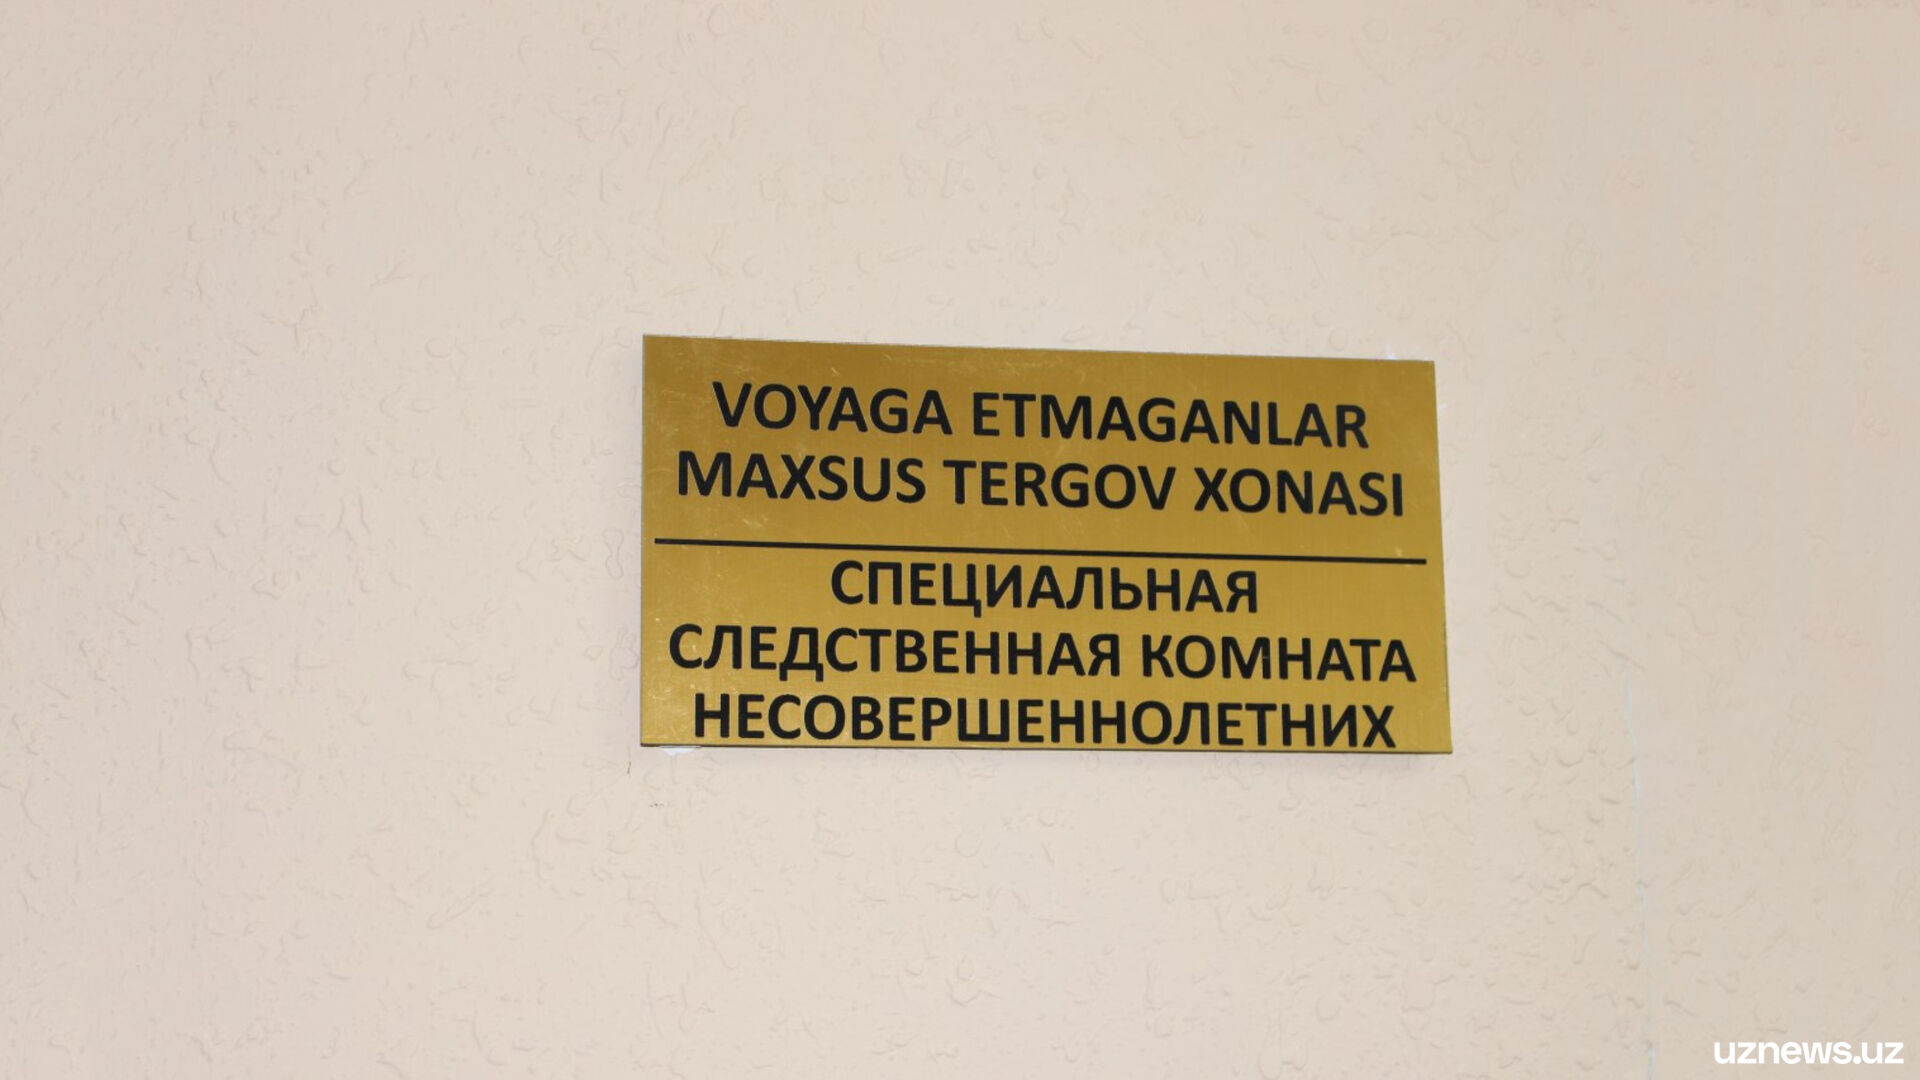 VOYAGA ETMAGANLAR
MAXSUS TERGOV XONASI
СПЕЦИАЛЬНАЯ
СЛЕДСТВЕННАЯ КОМНАТА
НЕСОВЕРШЕННОЛЕТНИХ
uznews.uz